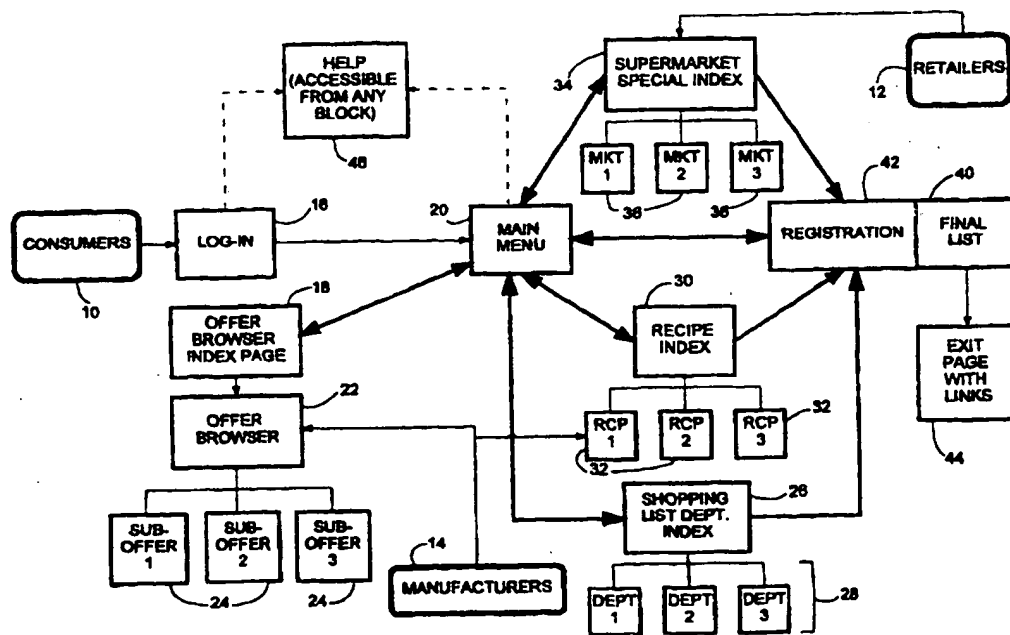 HELP
(ACCESSIBLE
FROM ANY
BLOCK)
48
34
SUPERMARKET
SPECIAL INDEX
12
RETAILERS
MKT
1
MKT
2
MKT
3
36
36
42
40
CONSUMERS
10
16
LOG-IN
20
MAIN
MENU
REGISTRATION
FINAL
LIST
18
OFFER
BROWSER
INDEX PAGE
30
RECIPE
INDEX
EXIT
PAGE
WITH
LINKS
44
22
OFFER
BROWSER
RCP
1
RCP
2
RCP
3
32
32
SUB-
OFFER
1
SUB-
OFFER
2
SUB-
OFFER
3
24
24
14
MANUFACTURERS
26
SHOPPING
LIST DEPT.
INDEX
DEPT
1
DEPT
2
DEPT
3
28